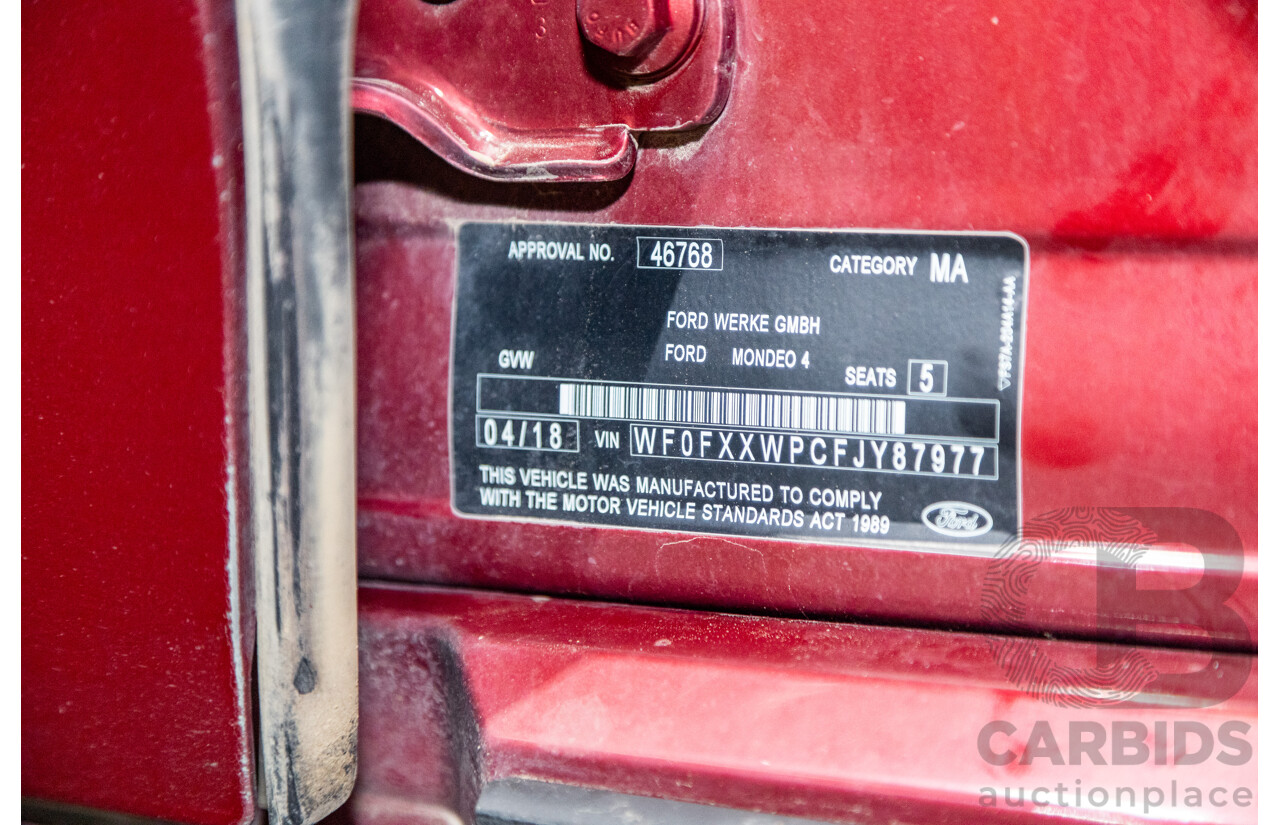 APPROVAL NO. 46768 CATEGORY MA
FORD WERKE GMBH
FORD MONDEO 4
GVW
SEATS 5
04/18 VIN WF0FXXWPCFJY87977
THIS VEHICLE WAS MANUFACTURED TO COMPLY
WITH THE MOTOR VEHICLE STANDARDS ACT 1989
Ford
CB
CARBIDS
auctionplace